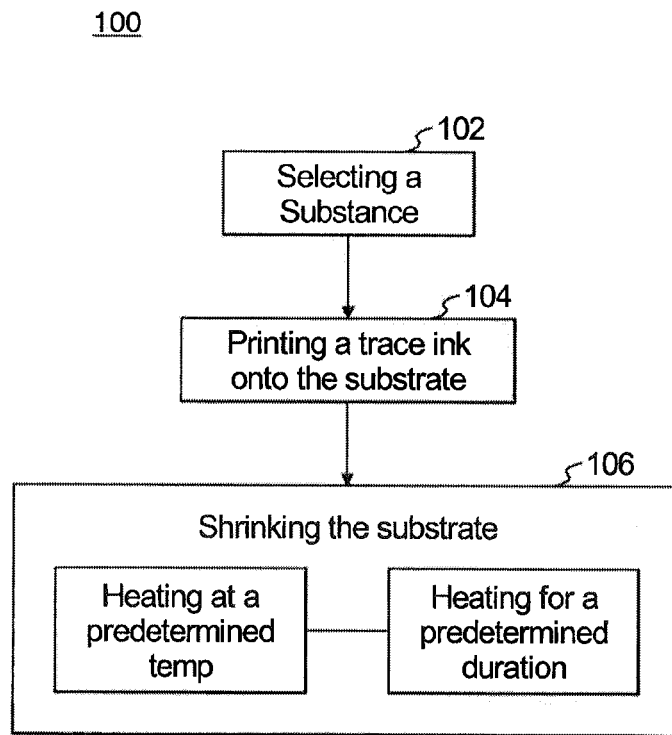 100
102
Selecting a
Substance
104
Printing a trace ink
onto the substrate
106
Shrinking the substrate
Heating at a
predetermined
temp
Heating for a
predetermined
duration